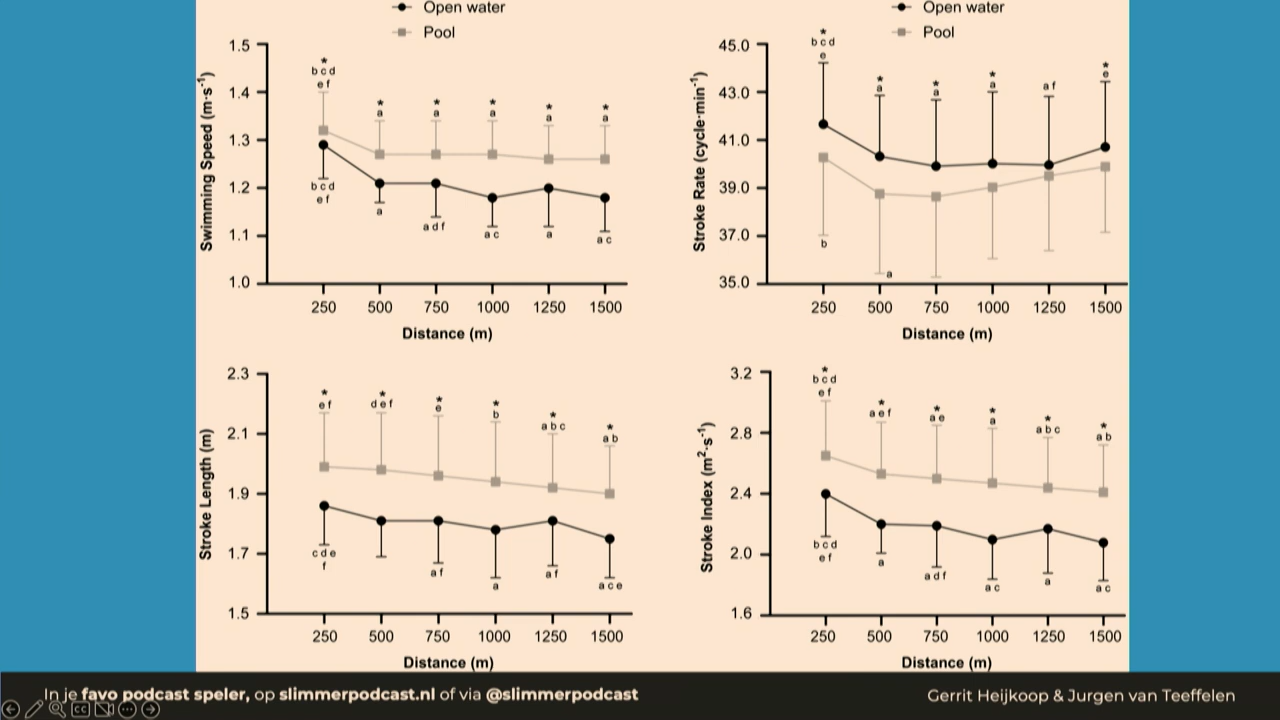 Open water
Pool
Swimming Speed (m·s⁻¹)
1.5
1.4
1.3
1.2
1.1
1.0
*
b c d
e f
*
a
*
a
*
a
*
a
*
a
b c d
e f
a
a d f
a c
a
a c
250 500 750 1000 1250 1500
Distance (m)
Open water
Pool
Stroke Rate (cycle·min⁻¹)
45.0
43.0
41.0
39.0
37.0
35.0
*
b c d
e
*
a
*
a
*
a
a f
*
e
b
a
250 500 750 1000 1250 1500
Distance (m)
Stroke Length (m)
2.3
2.1
1.9
1.7
1.5
*
e f
*
d e f
*
e
*
b
*
a b c
*
a b
c d e
f
a f
a
a f
a c e
250 500 750 1000 1250 1500
Distance (m)
Stroke Index (m²·s⁻¹)
3.2
2.8
2.4
2.0
1.6
*
b c d
e f
*
a e f
*
a e
*
a
*
a b c
*
a b
b c d
e f
a
a d f
a c
a
a c
250 500 750 1000 1250 1500
Distance (m)
In je favo podcast speler, op slimmerpodcast.nl of via @slimmerpodcast
Gerrit Heijkoop & Jurgen van Teeffelen
CC